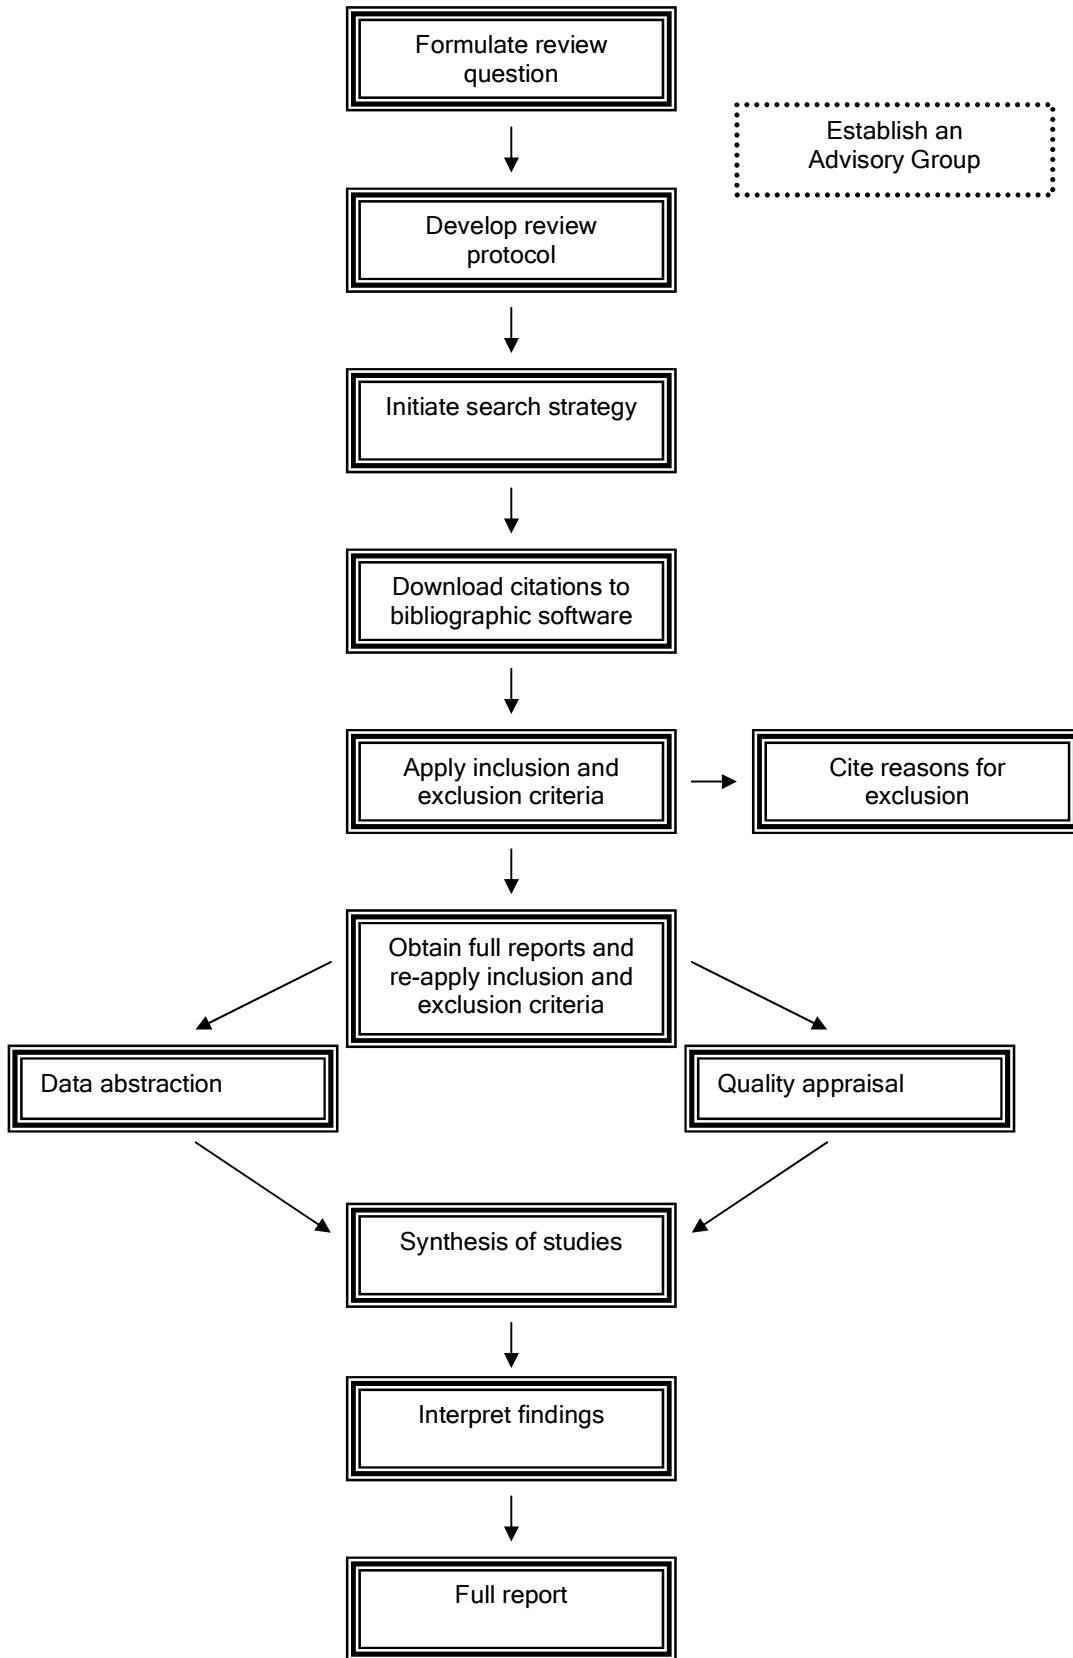 Formulate review
question
Establish an
Advisory Group
Develop review
protocol
Initiate search strategy
Download citations to
bibliographic software
Apply inclusion and
exclusion criteria
Cite reasons for
exclusion
Obtain full reports and
re-apply inclusion and
exclusion criteria
Data abstraction
Quality appraisal
Synthesis of studies
Interpret findings
Full report